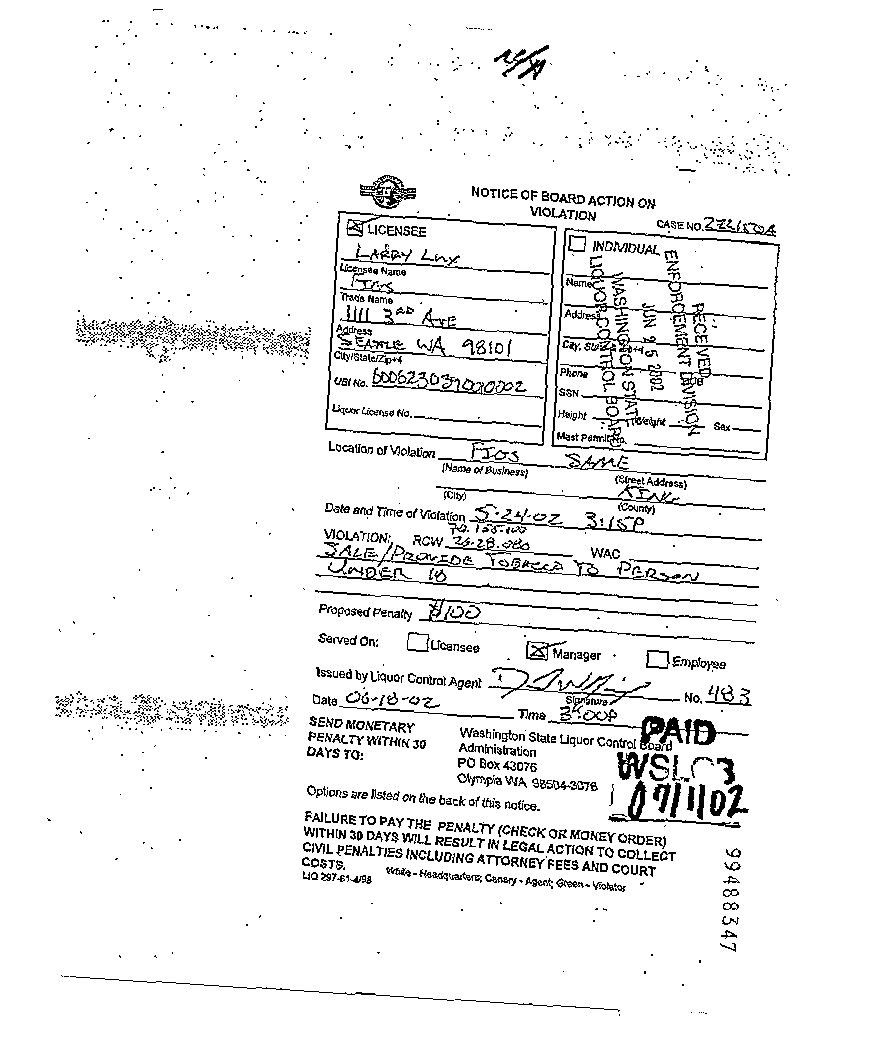 NOTICE OF BOARD ACTION ON
VIOLATION
CASE NO.
LICENSEE
LARRY LUX
Licensee Name
Trade Name
1111 3RD AVE
Address
SEATTLE WA 98101
City/State/Zip+4
UBI No.
Liquor License No.
INDIVIDUAL
Name
Address
City, State
Phone
SSN
Height Weight Sex
Mast Permit No.
RECEIVED
JUN 25 2002
ENFORCEMENT DIVISION
WASHINGTON STATE
LIQUOR CONTROL BOARD
Location of Violation SAME
(Name of Business) (Street Address)
KING
(City) (County)
Date and Time of Violation 5-24-02 3:15P
70.155.100
VIOLATION: RCW 26.28.080 WAC
SALE/PROVIDE TOBACCO TO PERSON
UNDER 18
Proposed Penalty $100
Served On: Licensee Manager Employee
Issued by Liquor Control Agent No. 483
Signature
Date 06-18-02 Time 3:00P
SEND MONETARY
PENALTY WITHIN 30
DAYS TO:
Washington State Liquor Control Board
Administration
PO Box 43076
Olympia WA 98504-3076
PAID
WSLCB
07/1/02
Options are listed on the back of this notice.
FAILURE TO PAY THE PENALTY (CHECK OR MONEY ORDER)
WITHIN 30 DAYS WILL RESULT IN LEGAL ACTION TO COLLECT
CIVIL PENALTIES INCLUDING ATTORNEY FEES AND COURT
COSTS.
LIQ 297-61-4/98 White - Headquarters; Canary - Agent; Green - Violator
99488347